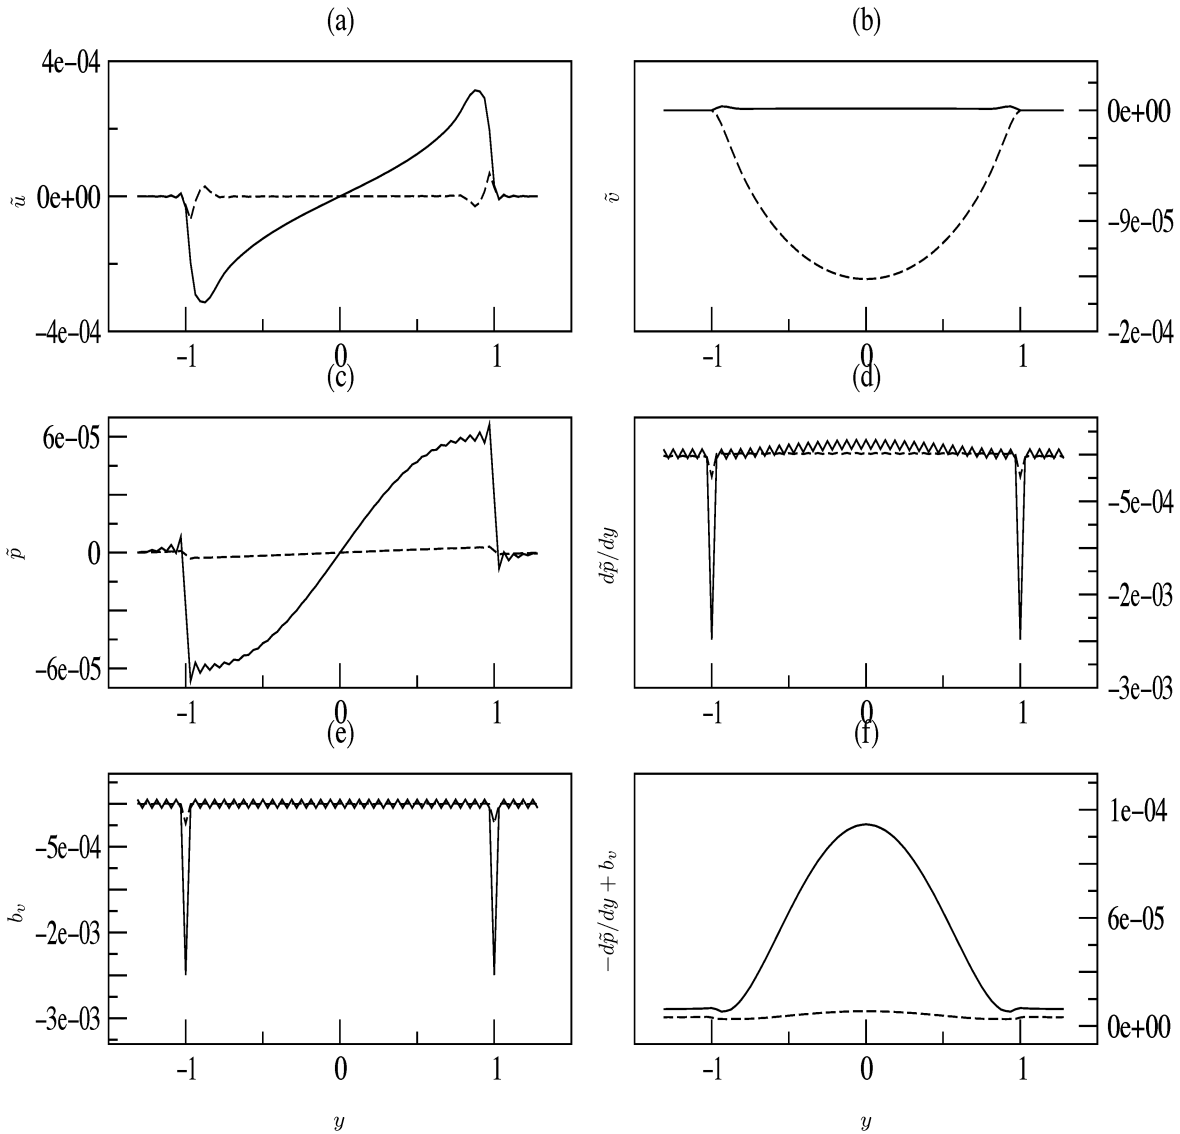 (a)
4e−04
0e+00
−4e−04
ũ
−1
0
1
(b)
0e+00
−9e−05
−2e−04
ṽ
−1
0
1
(c)
6e−05
0
−6e−05
p̃
−1
0
1
(d)
−5e−04
−2e−03
−3e−03
dp̃/dy
−1
0
1
(e)
−5e−04
−2e−03
−3e−03
b_v
−1
0
1
y
(f)
1e−04
6e−05
0e+00
−dp̃/dy + b_v
−1
0
1
y